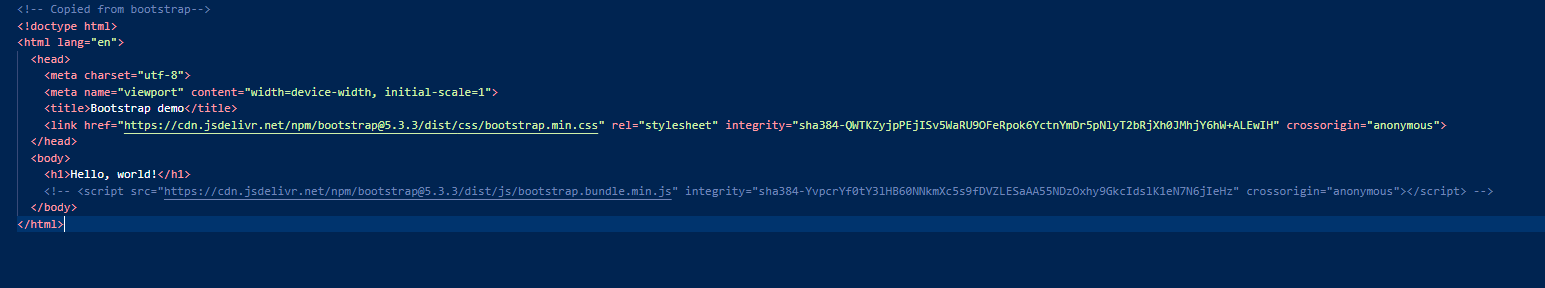 <!-- Copied from bootstrap-->
<!doctype html>
<html lang="en">
<head>
<meta charset="utf-8">
<meta name="viewport" content="width=device-width, initial-scale=1">
<title>Bootstrap demo</title>
<link href="https://cdn.jsdelivr.net/npm/bootstrap@5.3.3/dist/css/bootstrap.min.css" rel="stylesheet" integrity="sha384-QWTKZyjpPEjISv5WaRU9OFeRpok6YctnYmDr5pNlyT2bRjXh0JMhjY6hW+ALEwIH" crossorigin="anonymous">
</head>
<body>
<h1>Hello, world!</h1>
<!-- <script src="https://cdn.jsdelivr.net/npm/bootstrap@5.3.3/dist/js/bootstrap.bundle.min.js" integrity="sha384-YvpcrYf0tY3lHB60NNkmXc5s9fDVZLESaAA55NDzOxhy9GkcIdslK1eN7N6jIeHz" crossorigin="anonymous"></script> -->
</body>
</html>